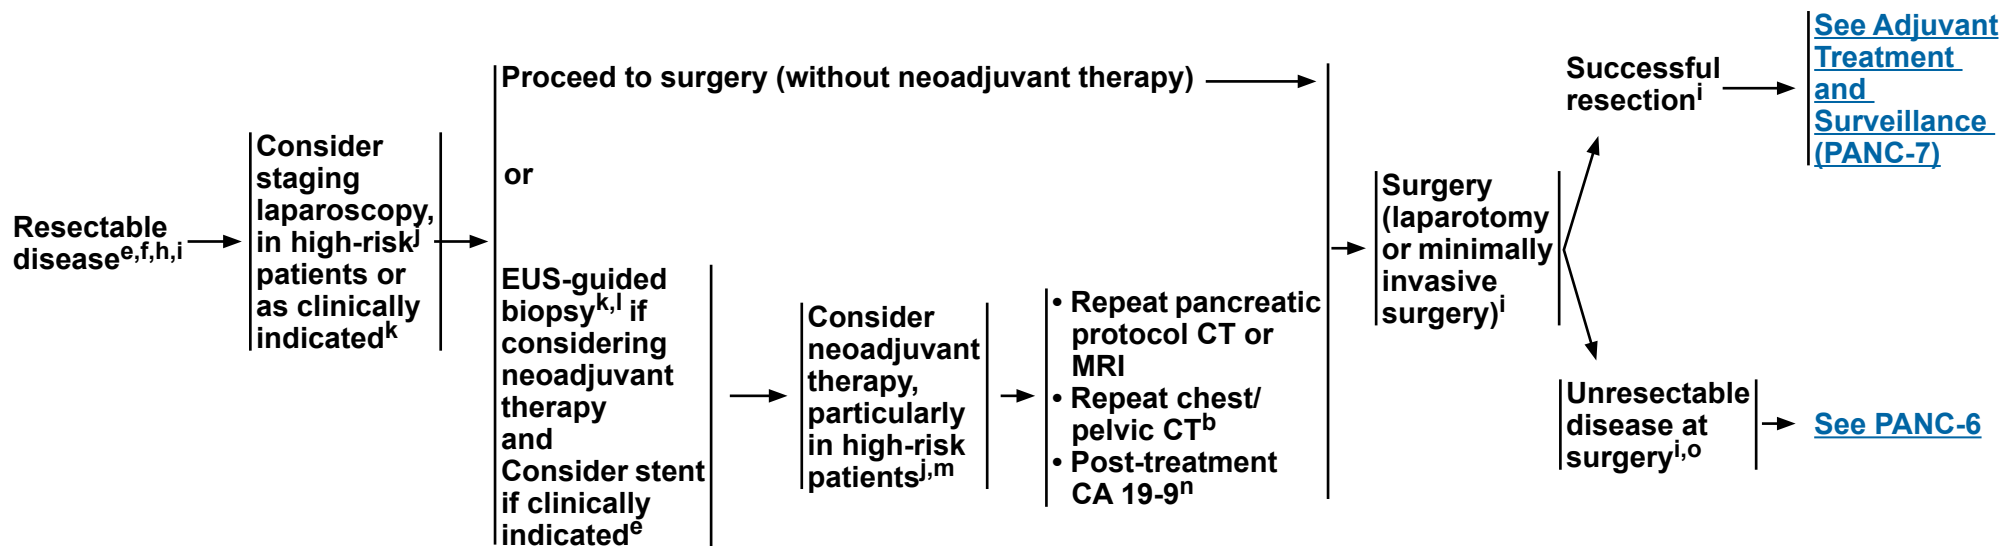 Resectable
disease^e,f,h,i
Consider
staging
laparoscopy,
in high-risk^j
patients or
as clinically
indicated^k
Proceed to surgery (without neoadjuvant therapy)
or
EUS-guided
biopsy^k,l if
considering
neoadjuvant
therapy
and
Consider stent
if clinically
indicated^e
Consider
neoadjuvant
therapy,
particularly
in high-risk
patients^j,m
• Repeat pancreatic
protocol CT or
MRI
• Repeat chest/
pelvic CT^b
• Post-treatment
CA 19-9^n
Surgery
(laparotomy
or minimally
invasive
surgery)^i
Successful
resection^i
See Adjuvant
Treatment
and
Surveillance
(PANC-7)
Unresectable
disease at
surgery^i,o
See PANC-6